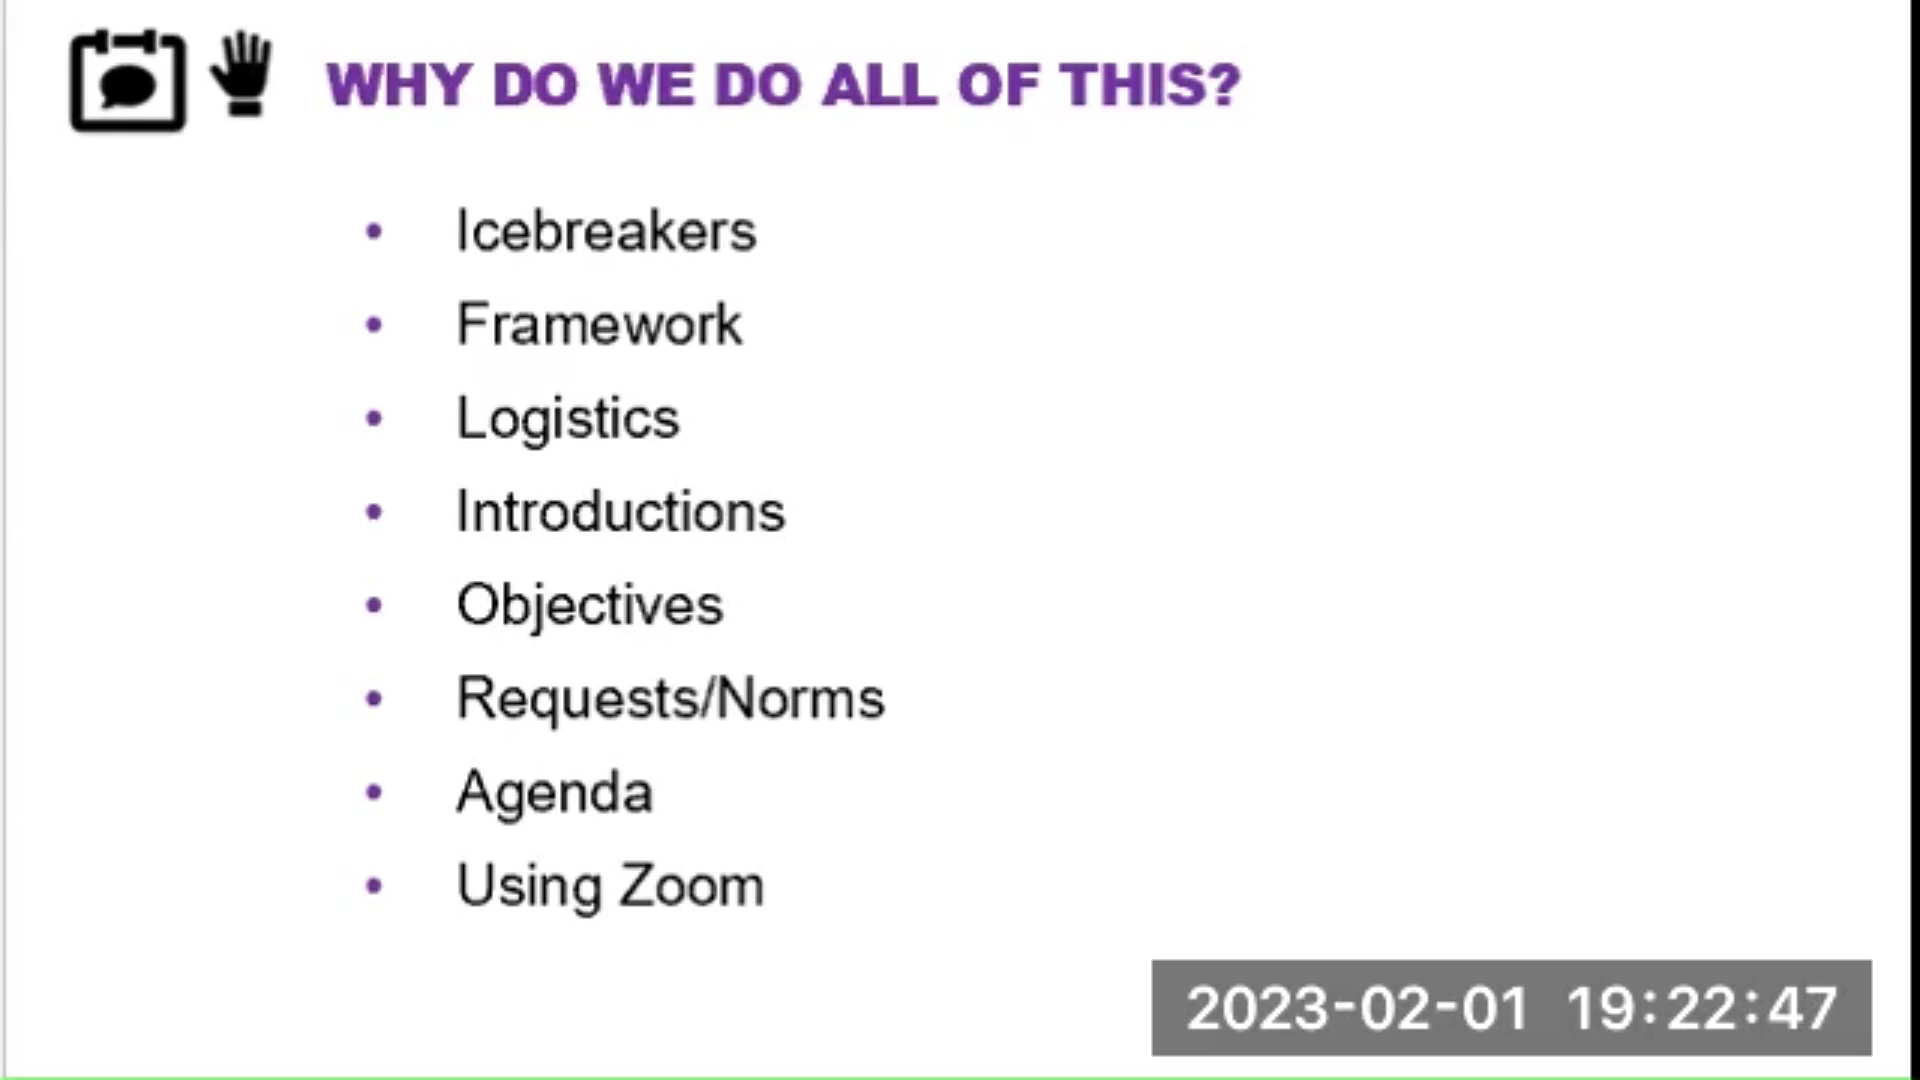 WHY DO WE DO ALL OF THIS?
• Icebreakers
• Framework
• Logistics
• Introductions
• Objectives
• Requests/Norms
• Agenda
• Using Zoom
2023-02-01 19:22:47